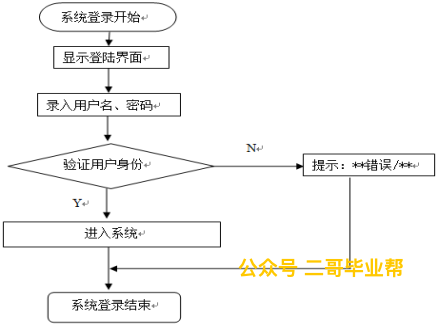 系统登录开始
显示登陆界面
录入用户名、密码
验证用户身份
N
提示：**错误/**
Y
进入系统
公众号 二哥毕业帮
系统登录结束